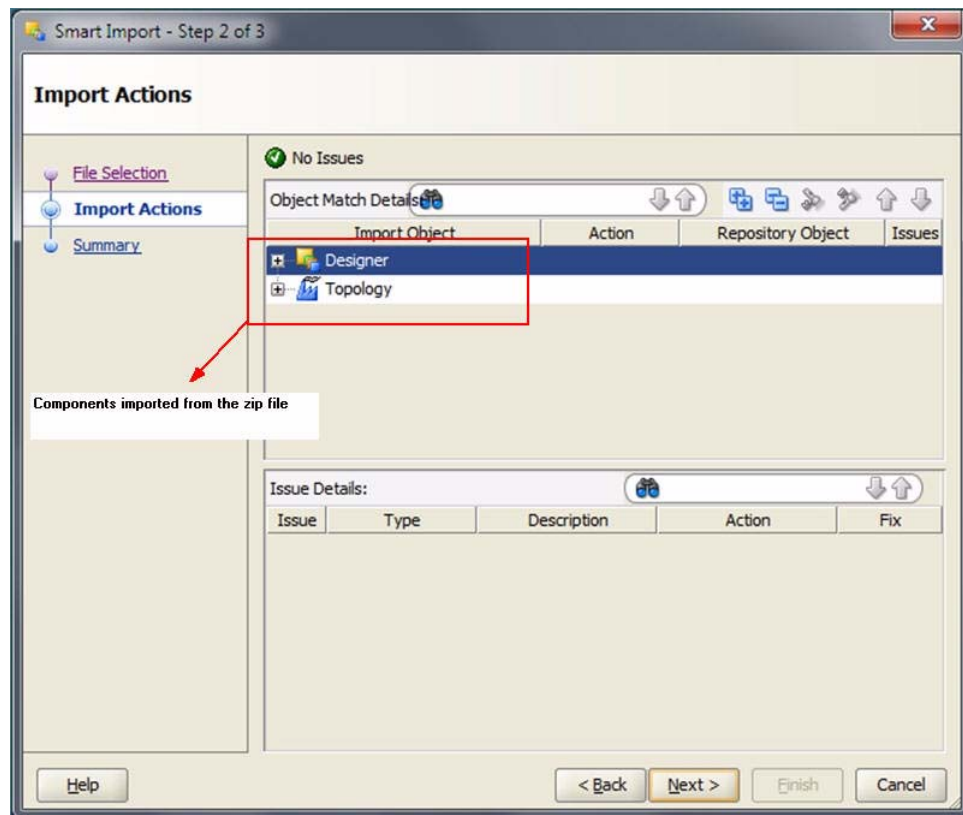 Smart Import - Step 2 of 3
Import Actions
File Selection
Import Actions
Summary
No Issues
Object Match Details
Import Object Action Repository Object Issues
Designer
Topology
Components imported from the zip file
Issue Details:
Issue Type Description Action Fix
Help < Back Next > Finish Cancel